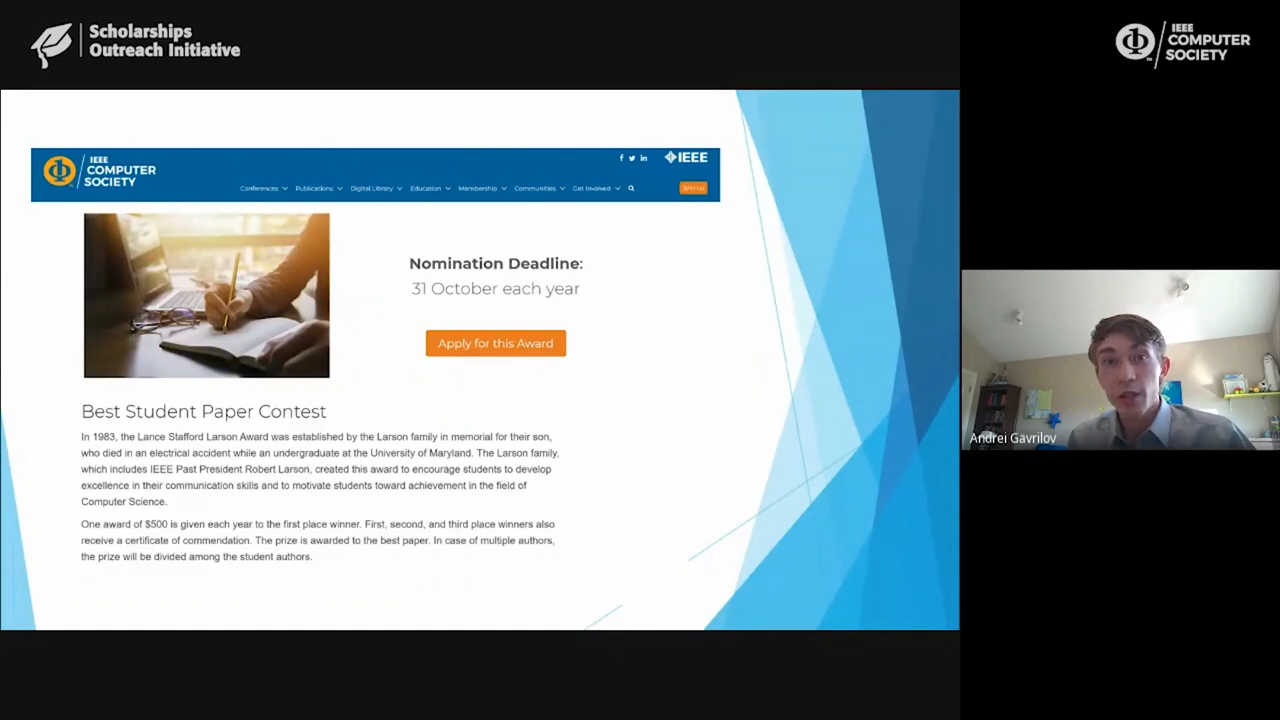 Scholarships
Outreach Initiative
IEEE
COMPUTER
SOCIETY
IEEE
COMPUTER
SOCIETY
IEEE
Conferences Publications Digital Library Education Membership Communities Get Involved
Join Us
Nomination Deadline:
31 October each year
Apply for this Award
Best Student Paper Contest
In 1983, the Lance Stafford Larson Award was established by the Larson family in memorial for their son,
who died in an electrical accident while an undergraduate at the University of Maryland. The Larson family,
which includes IEEE Past President Robert Larson, created this award to encourage students to develop
excellence in their communication skills and to motivate students toward achievement in the field of
Computer Science.
One award of $500 is given each year to the first place winner. First, second, and third place winners also
receive a certificate of commendation. The prize is awarded to the best paper. In case of multiple authors,
the prize will be divided among the student authors.
Andrei Gavrilov